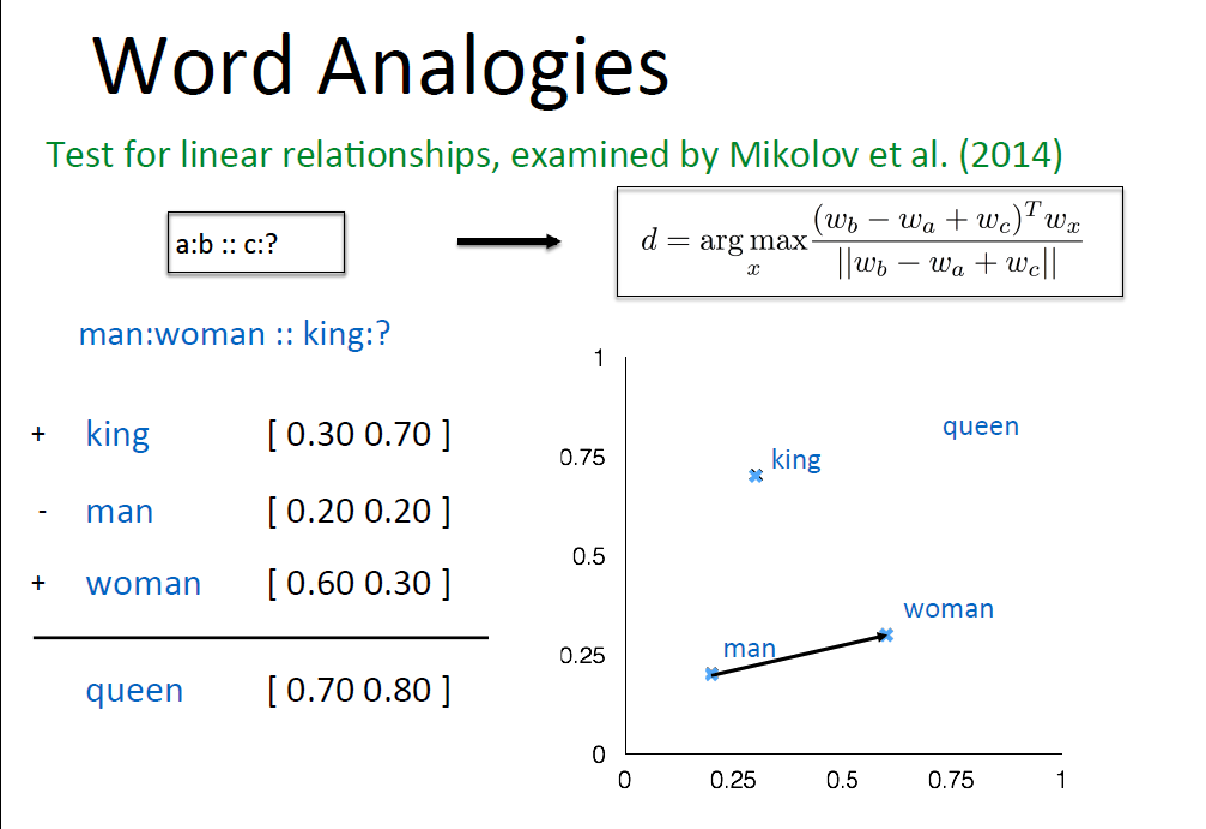 Word Analogies
Test for linear relationships, examined by Mikolov et al. (2014)
a:b :: c:?
d = arg max_x (w_b − w_a + w_c)^T w_x / ||w_b − w_a + w_c||
man:woman :: king:?
+ king [ 0.30 0.70 ]
- man [ 0.20 0.20 ]
+ woman [ 0.60 0.30 ]
queen [ 0.70 0.80 ]
1
queen
0.75
king
0.5
woman
0.25
man
0
0 0.25 0.5 0.75 1